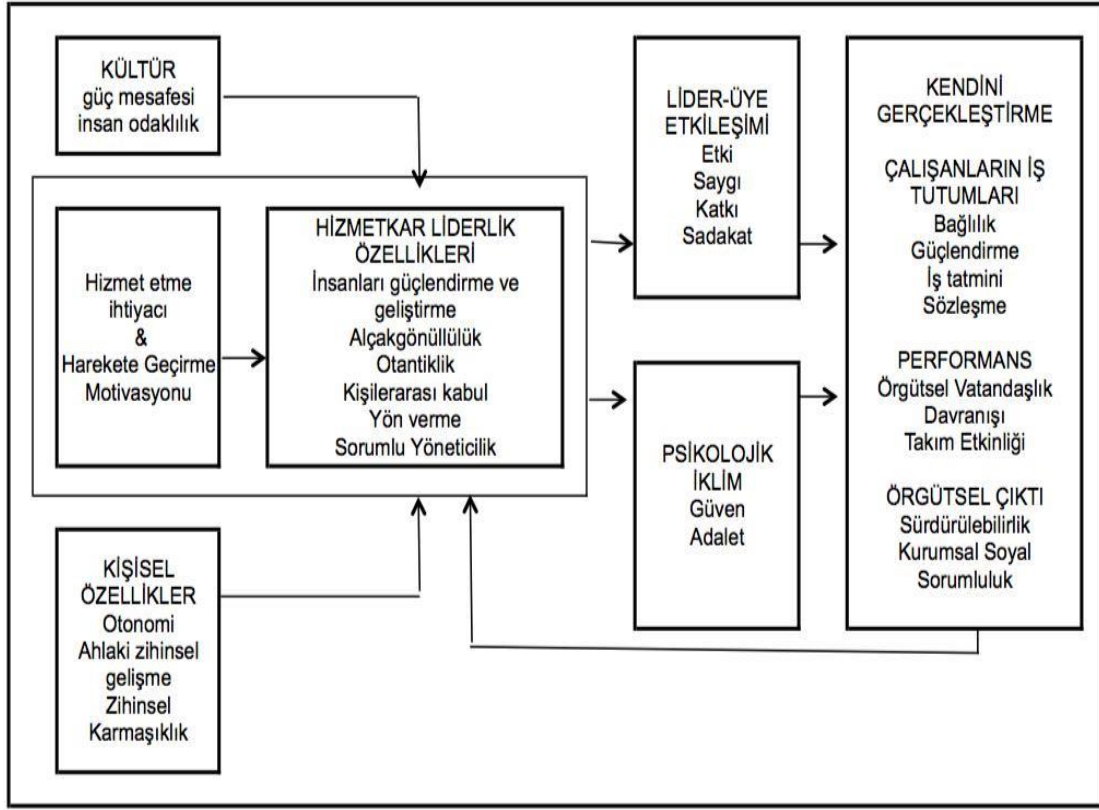 KÜLTÜR
güç mesafesi
insan odaklılık
Hizmet etme
ihtiyacı
&
Harekete Geçirme
Motivasyonu
HİZMETKAR LİDERLİK
ÖZELLİKLERİ
İnsanları güçlendirme ve
geliştirme
Alçakgönüllülük
Otantiklik
Kişilerarası kabul
Yön verme
Sorumlu Yöneticilik
KİŞİSEL
ÖZELLİKLER
Otonomi
Ahlaki zihinsel
gelişme
Zihinsel
Karmaşıklık
LİDER-ÜYE
ETKİLEŞİMİ
Etki
Saygı
Katkı
Sadakat
PSİKOLOJİK
İKLİM
Güven
Adalet
KENDİNİ
GERÇEKLEŞTİRME
ÇALIŞANLARIN İŞ
TUTUMLARI
Bağlılık
Güçlendirme
İş tatmini
Sözleşme
PERFORMANS
Örgütsel Vatandaşlık
Davranışı
Takım Etkinliği
ÖRGÜTSEL ÇIKTI
Sürdürülebilirlik
Kurumsal Soyal
Sorumluluk